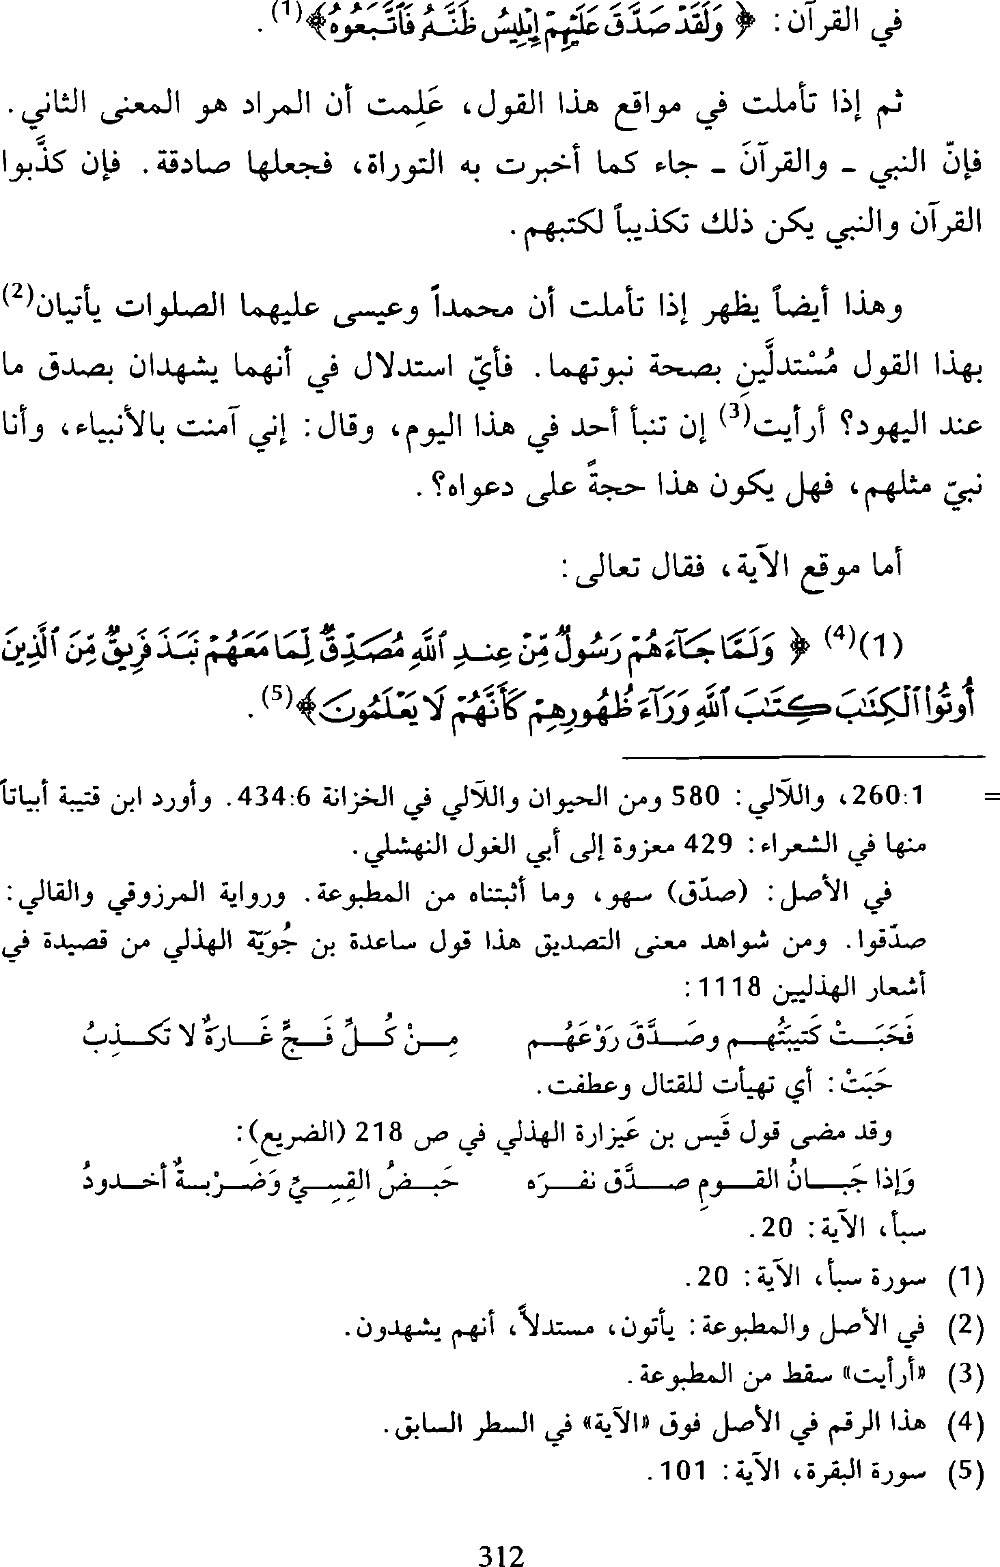 في القرآن: ﴿ وَلَقَدْ صَدَّقَ عَلَيْهِمْ إِبْلِيسُ ظَنَّهُ فَاتَّبَعُوهُ﴾(1).
ثم إذا تأملت في مواقع هذا القول، عَلِمت أن المراد هو المعنى الثاني.
فإنّ النبي ـ والقرآنَ ـ جاء كما أخبرت به التوراة، فجعلها صادقة. فإن كذَّبوا
القرآن والنبي يكن ذلك تكذيباً لكتبهم.
وهذا أيضاً يظهر إذا تأملت أن محمداً وعيسى عليهما الصلوات يأتيان(2)
بهذا القول مُسْتدلَّينِ بصحة نبوتهما. فأيّ استدلال في أنهما يشهدان بصدق ما
عند اليهود؟ أرأيت(3) إن تنبأ أحد في هذا اليوم، وقال: إني آمنت بالأنبياء، وأنا
نبيّ مثلهم، فهل يكون هذا حجةً على دعواه؟.
أما موقع الآية، فقال تعالى:
(1)(4) ﴿ وَلَمَّا جَآءَهُمْ رَسُولٌ مِّنْ عِندِ ٱللَّهِ مُصَدِّقٌ لِّمَا مَعَهُمْ نَبَذَ فَرِيقٌ مِّنَ ٱلَّذِينَ
أُوتُوا ٱلْكِتَٰبَ كِتَٰبَ ٱللَّهِ وَرَآءَ ظُهُورِهِمْ كَأَنَّهُمْ لَا يَعْلَمُونَ﴾(5).
= 260:1، واللآلي: 580 ومن الحيوان واللآلي في الخزانة 434:6. وأورد ابن قتيبة أبياتاً
منها في الشعراء: 429 معزوة إلى أبي الغول النهشلي.
في الأصل: (صدّق) سهو، وما أثبتناه من المطبوعة. ورواية المرزوقي والقالي:
صدّقوا. ومن شواهد معنى التصديق هذا قول ساعدة بن جُويَّة الهذلي من قصيدة في
أشعار الهذليين 1118:
فَحَبَتْ كَتيبَتُهم وصَدَّقَ رَوْعَهُم مِنْ كُلِّ فَجٍّ غَارَةٌ لا تَكذِبُ
حَبَتْ: أي تهيأت للقتال وعطفت.
وقد مضى قول قَيس بن عَيزارة الهذلي في ص 218 (الضريع):
وَإذا جَبَانُ القومِ صدَّق نفرَه حَبضُ القِسِيِّ وَضَرْبةٌ أخدودُ
سبأ، الآية: 20.
(1) سورة سبأ، الآية: 20.
(2) في الأصل والمطبوعة: يأتون، مستدلاًّ، أنهم يشهدون.
(3) «أرأيت» سقط من المطبوعة.
(4) هذا الرقم في الأصل فوق «الآية» في السطر السابق.
(5) سورة البقرة، الآية: 101.
312